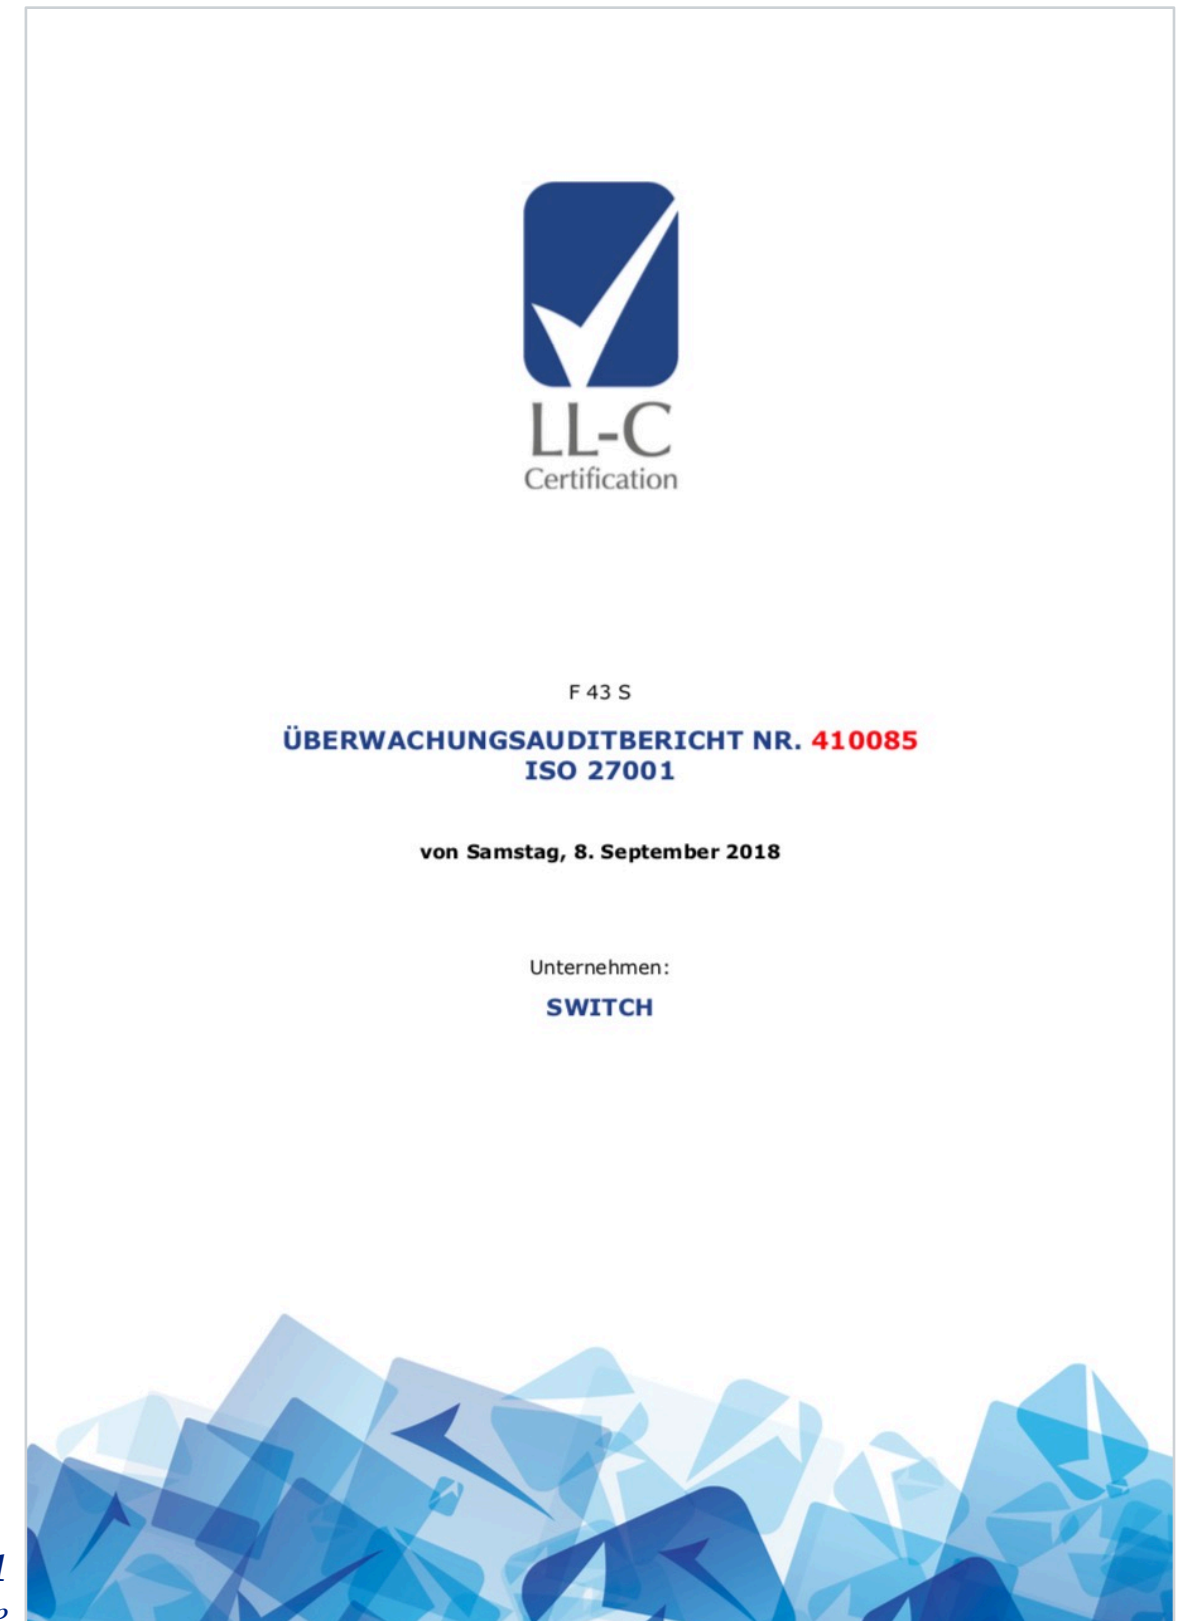 LL-C
Certification
F 43 S
ÜBERWACHUNGSAUDITBERICHT NR. 410085
ISO 27001
von Samstag, 8. September 2018
Unternehmen:
SWITCH